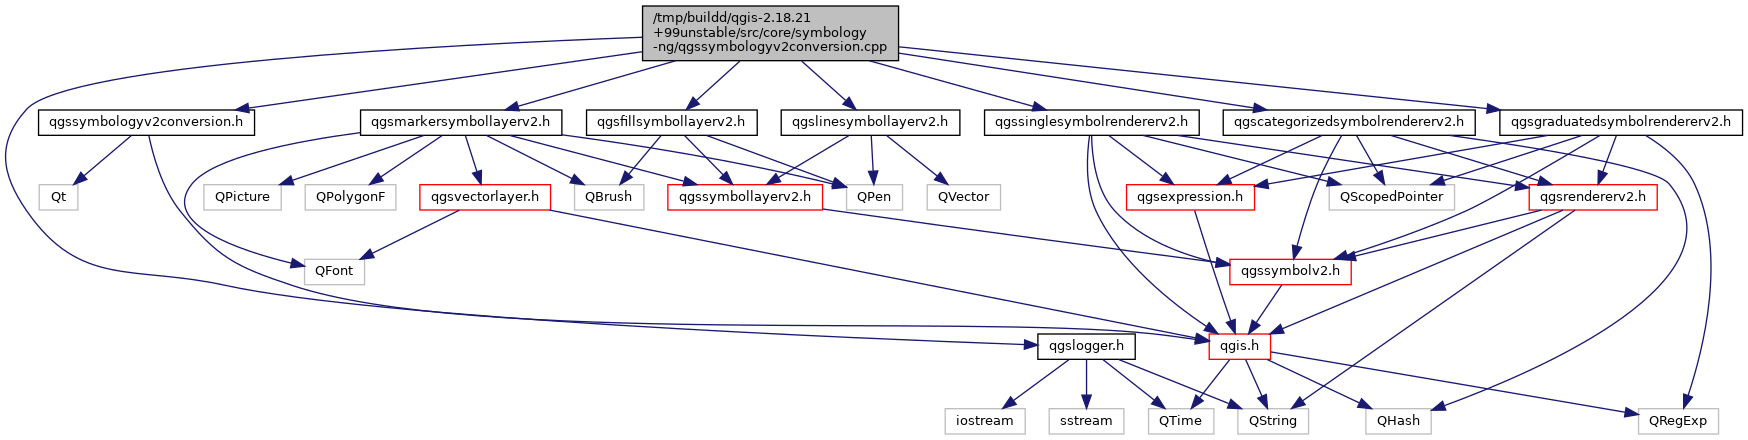 /tmp/buildd/qgis-2.18.21
+99unstable/src/core/symbology
-ng/qgssymbologyv2conversion.cpp
qgssymbologyv2conversion.h
qgsmarkersymbollayerv2.h
qgsfillsymbollayerv2.h
qgslinesymbollayerv2.h
qgssinglesymbolrendererv2.h
qgscategorizedsymbolrendererv2.h
qgsgraduatedsymbolrendererv2.h
Qt
QPicture
QPolygonF
qgsvectorlayer.h
QBrush
qgssymbollayerv2.h
QPen
QVector
qgsexpression.h
QScopedPointer
qgsrendererv2.h
QFont
qgssymbolv2.h
qgslogger.h
qgis.h
iostream
sstream
QTime
QString
QHash
QRegExp